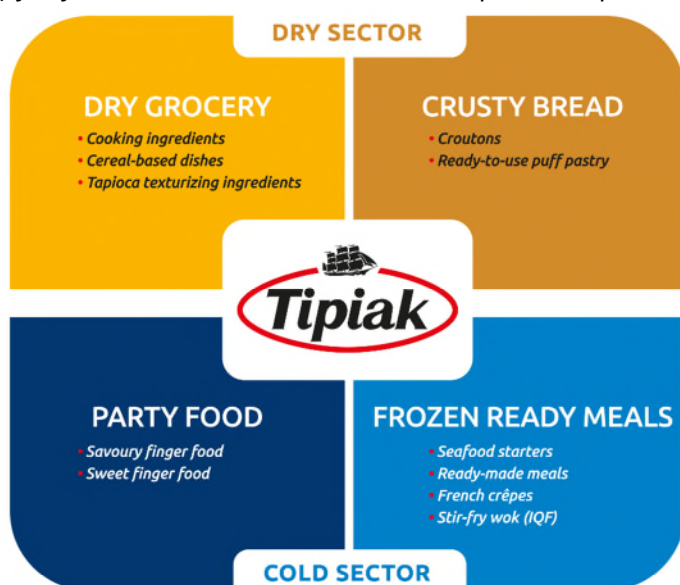 DRY SECTOR
DRY GROCERY
• Cooking ingredients
• Cereal-based dishes
• Tapioca texturizing ingredients
CRUSTY BREAD
• Croutons
• Ready-to-use puff pastry
Tipiak
PARTY FOOD
• Savoury finger food
• Sweet finger food
FROZEN READY MEALS
• Seafood starters
• Ready-made meals
• French crêpes
• Stir-fry wok (IQF)
COLD SECTOR